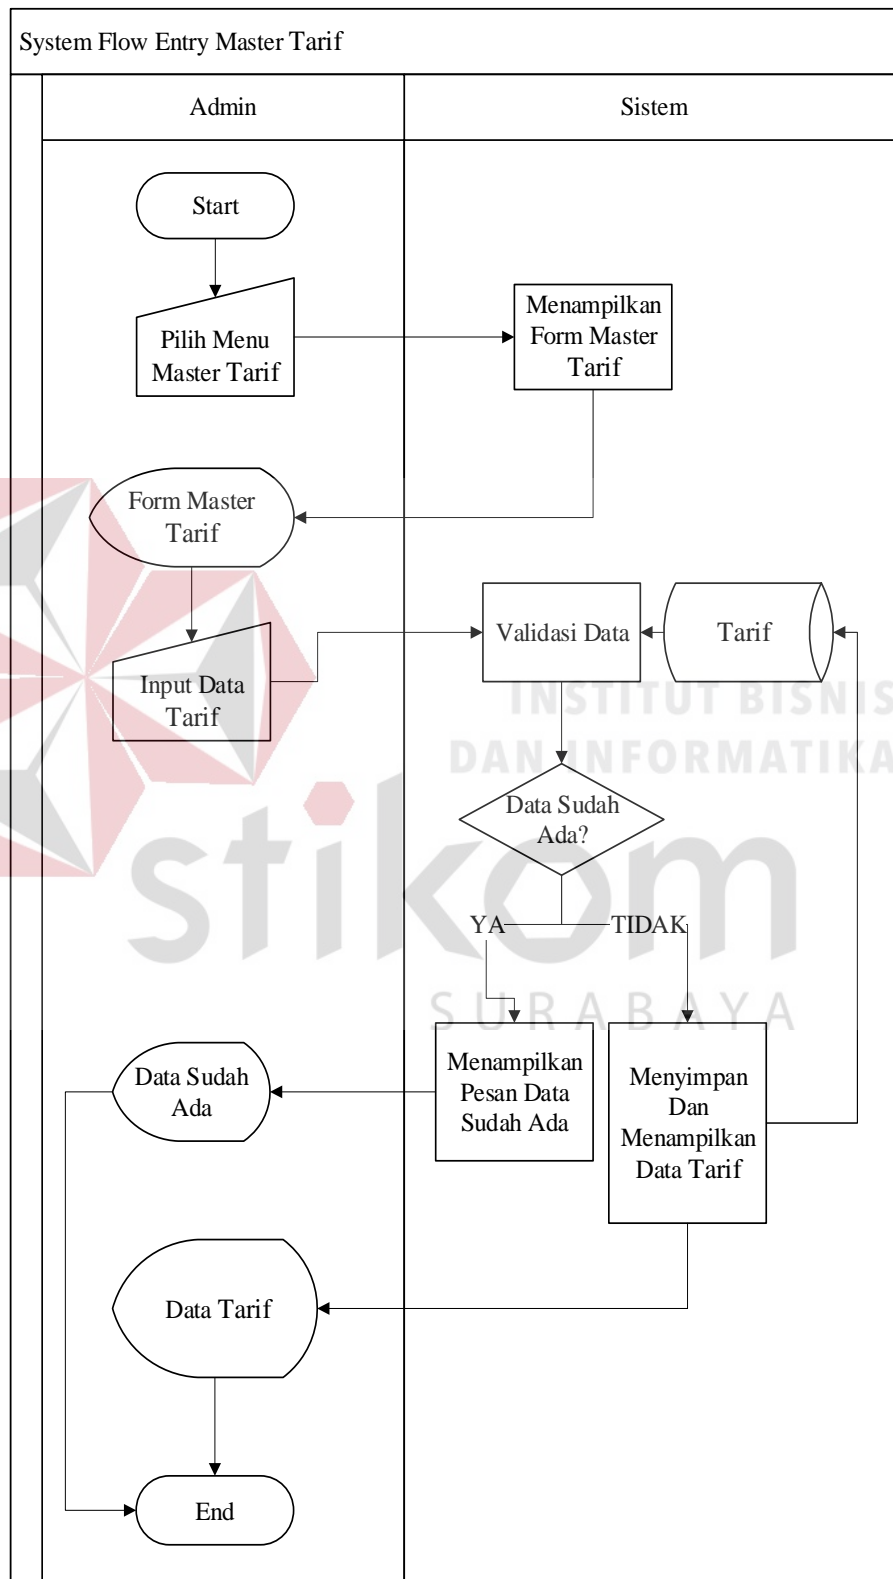 System Flow Entry Master Tarif
Admin
Sistem
Start
Pilih Menu
Master Tarif
Menampilkan
Form Master
Tarif
Form Master
Tarif
Validasi Data
Tarif
Input Data
Tarif
INSTITUT BISNIS
DAN INFORMATIKA
Data Sudah
Ada?
stikom
YA
TIDAK
SURABAYA
Data Sudah
Ada
Menampilkan
Pesan Data
Sudah Ada
Menyimpan
Dan
Menampilkan
Data Tarif
Data Tarif
End